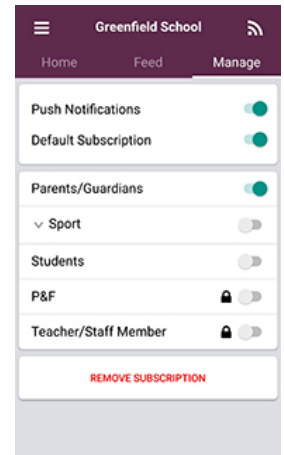 Greenfield School
Home Feed Manage
Push Notifications
Default Subscription
Parents/Guardians
Sport
Students
P&F
Teacher/Staff Member
REMOVE SUBSCRIPTION